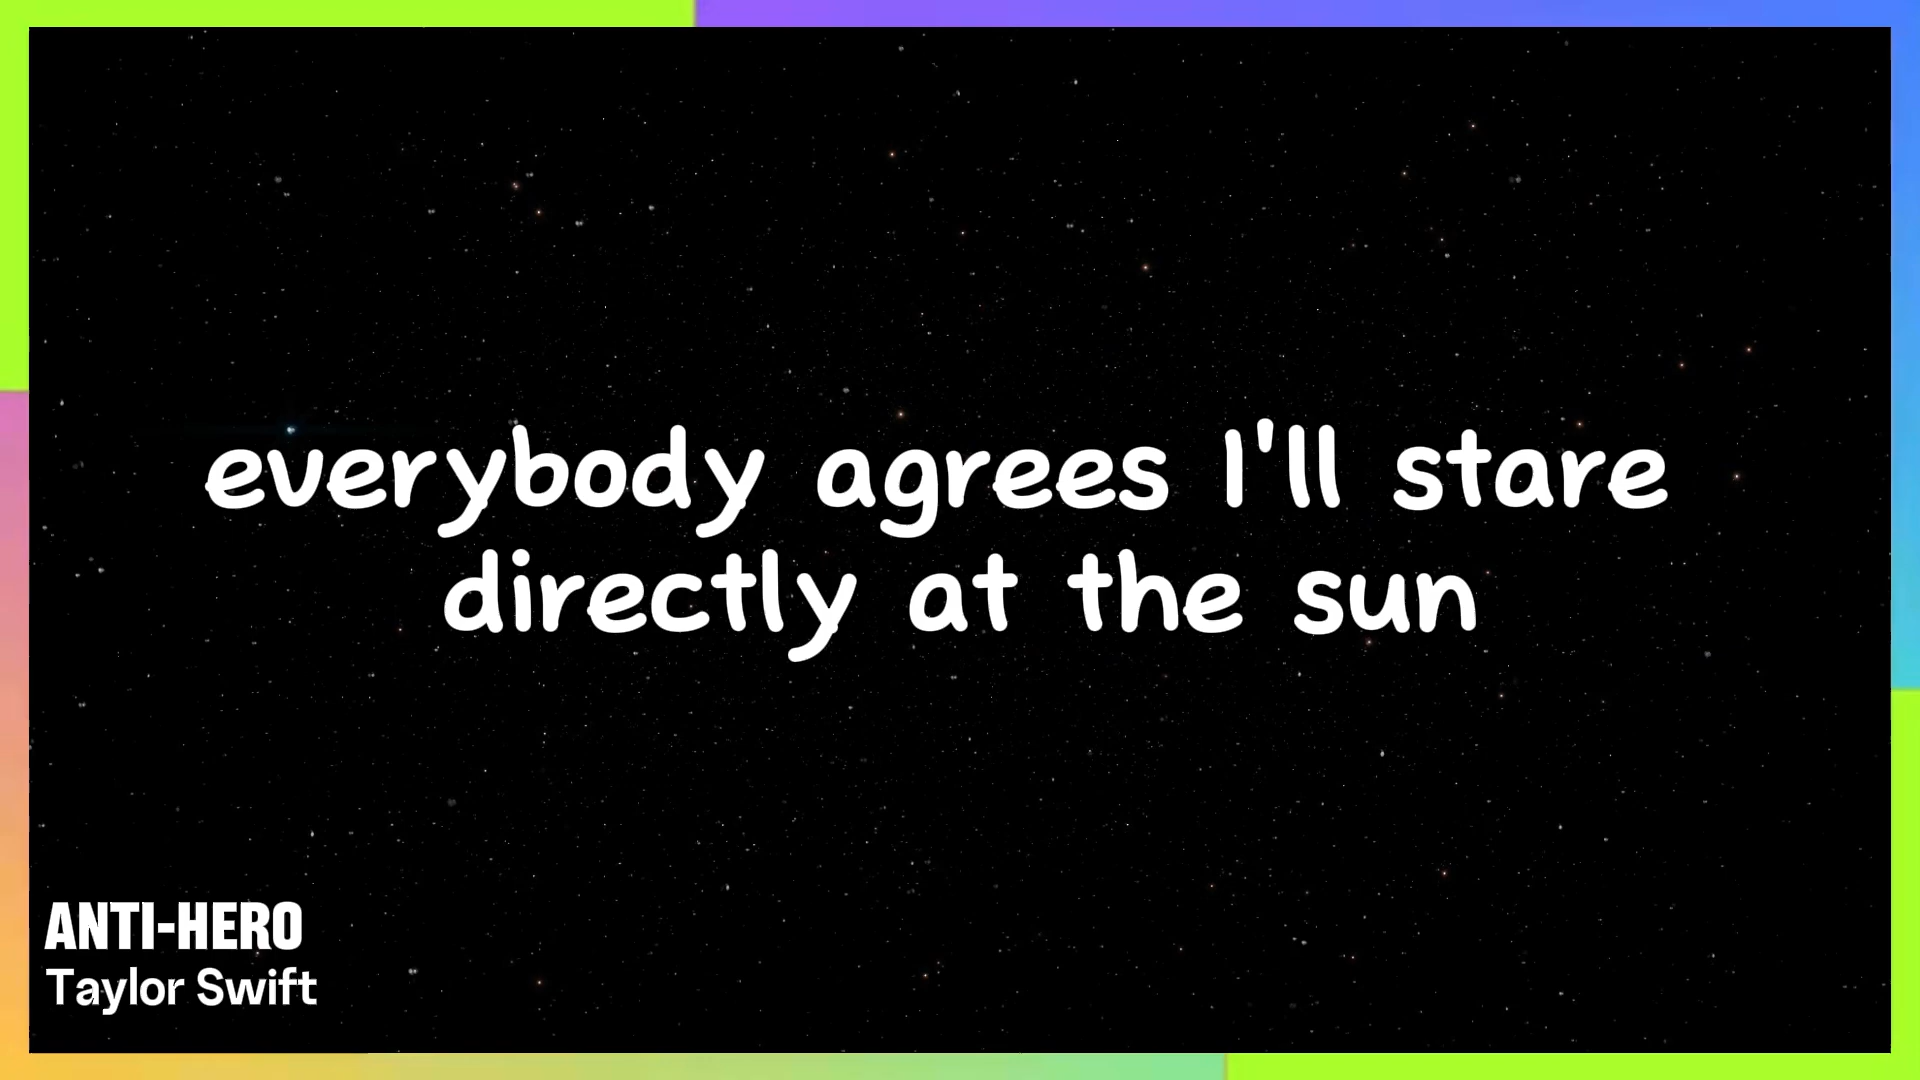 everybody agrees I'll stare
directly at the sun
ANTI-HERO
Taylor Swift